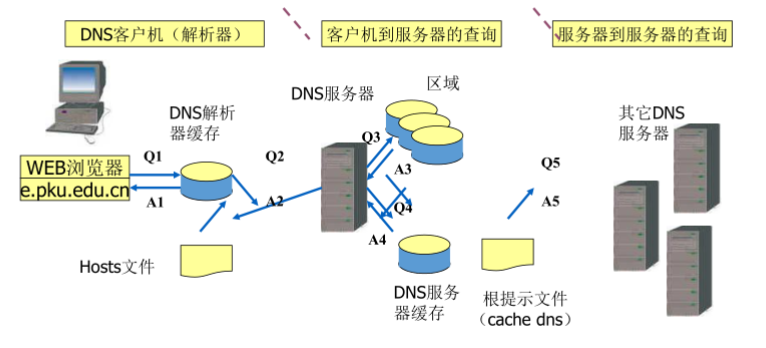 DNS客户机（解析器）
客户机到服务器的查询
服务器到服务器的查询
DNS服务器
区域
DNS解析
器缓存
其它DNS
服务器
WEB浏览器
e.pku.edu.cn
Q1
A1
Q2
A2
Q3
A3
Q4
A4
Q5
A5
Hosts文件
DNS服务
器缓存
根提示文件
（cache dns）